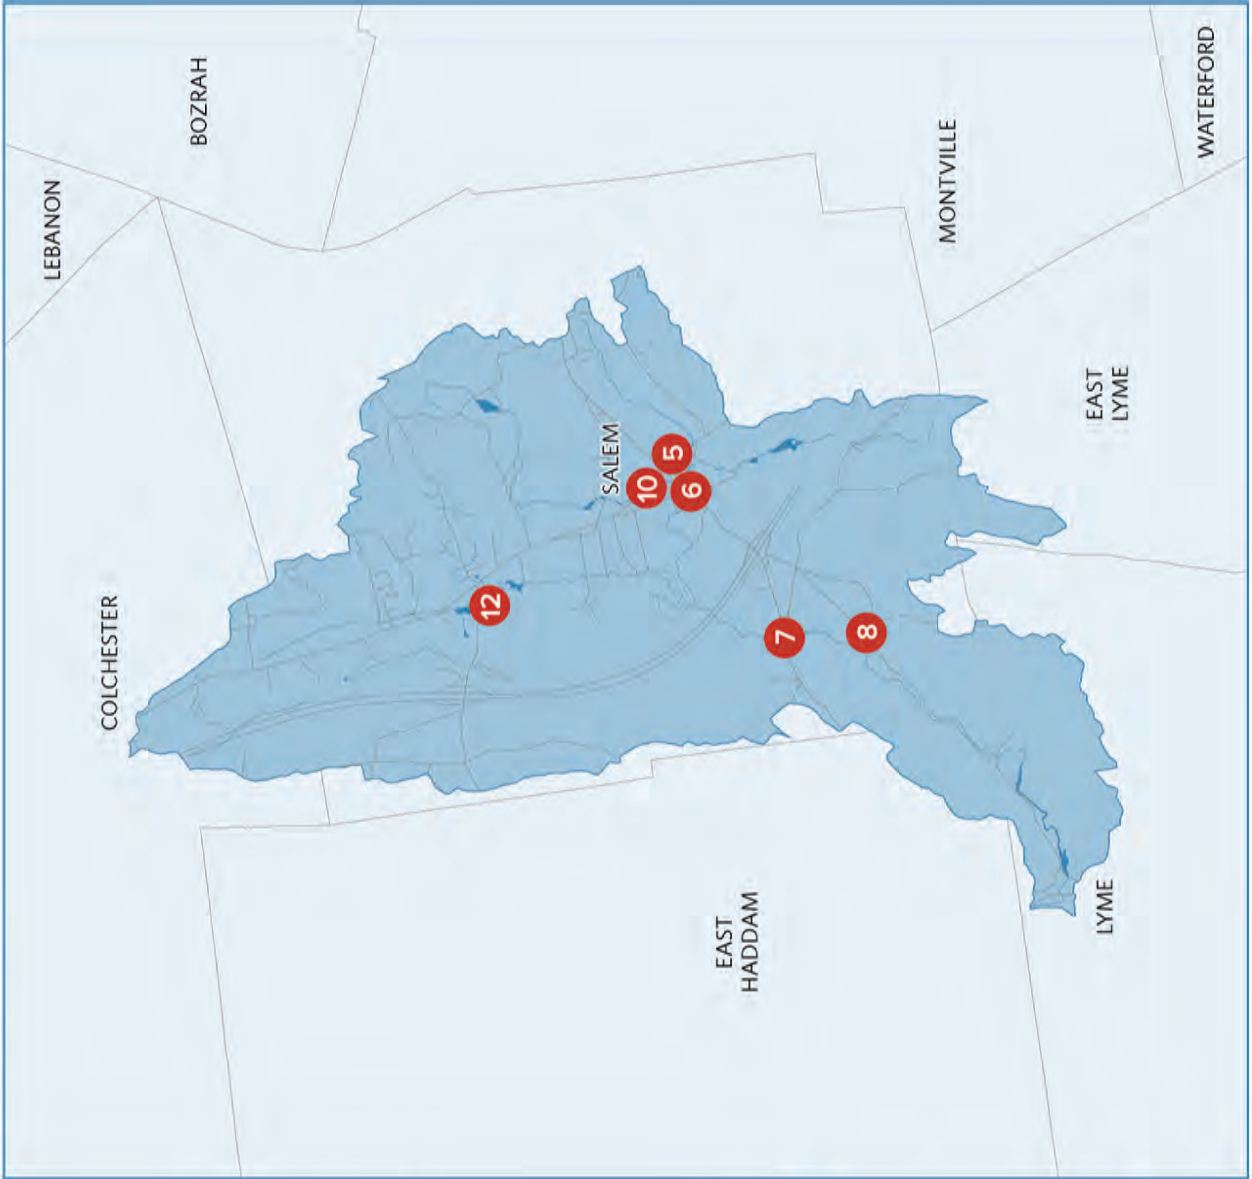 LEBANON
BOZRAH
WATERFORD
MONTVILLE
COLCHESTER
SALEM
EAST
LYME
10
5
6
12
7
8
EAST
HADDAM
LYME